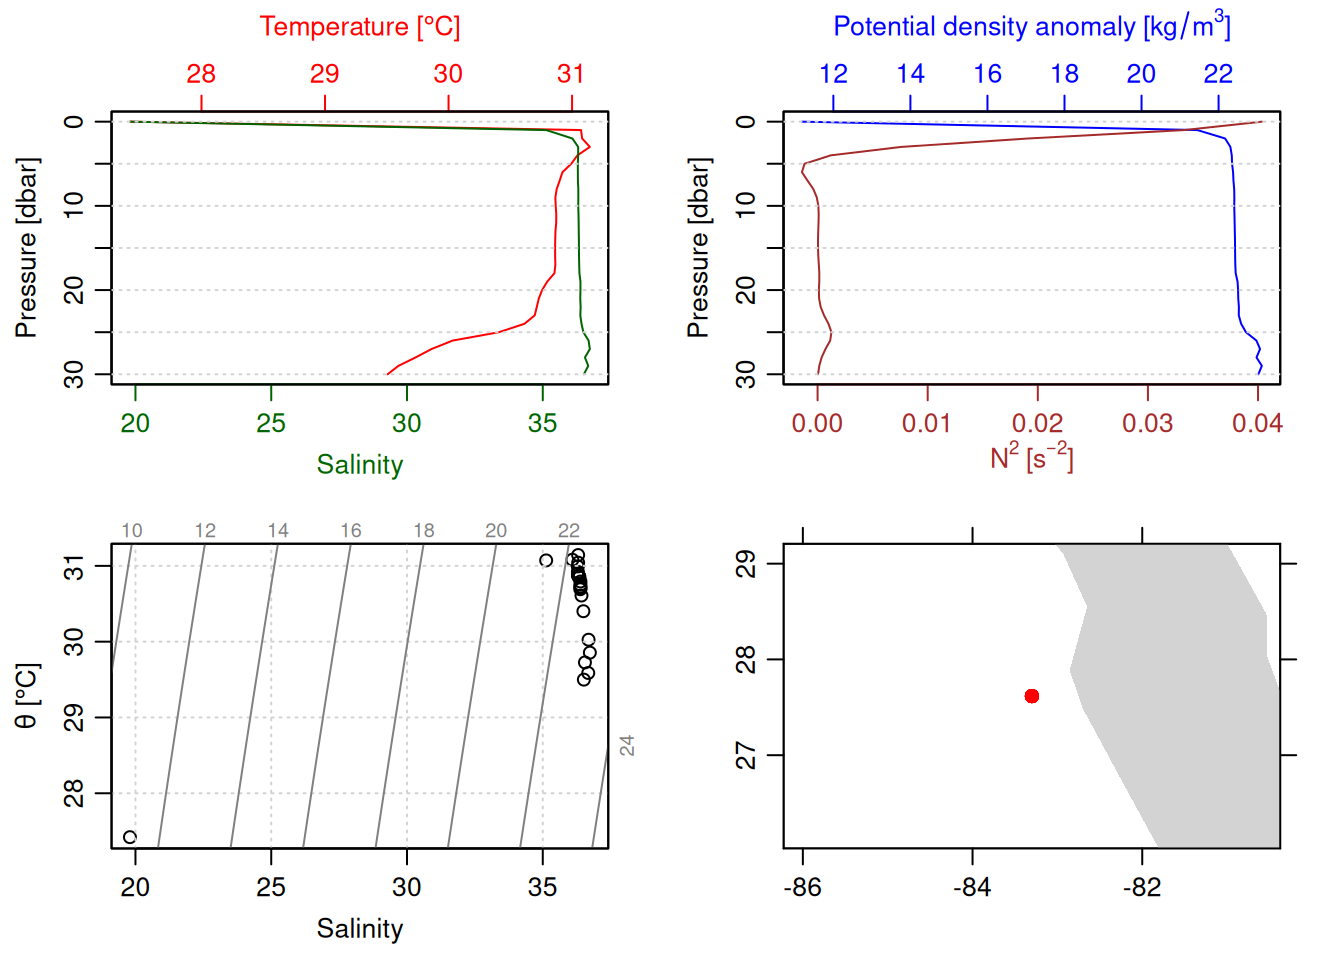 Temperature [°C]
28 29 30 31
0
10
20
30
Pressure [dbar]
20 25 30 35
Salinity
Potential density anomaly [kg/m³]
12 14 16 18 20 22
0
10
20
30
Pressure [dbar]
0.00 0.01 0.02 0.03 0.04
N² [s⁻²]
10 12 14 16 18 20 22
24
31
30
29
28
θ [°C]
20 25 30 35
Salinity
29
28
27
-86 -84 -82